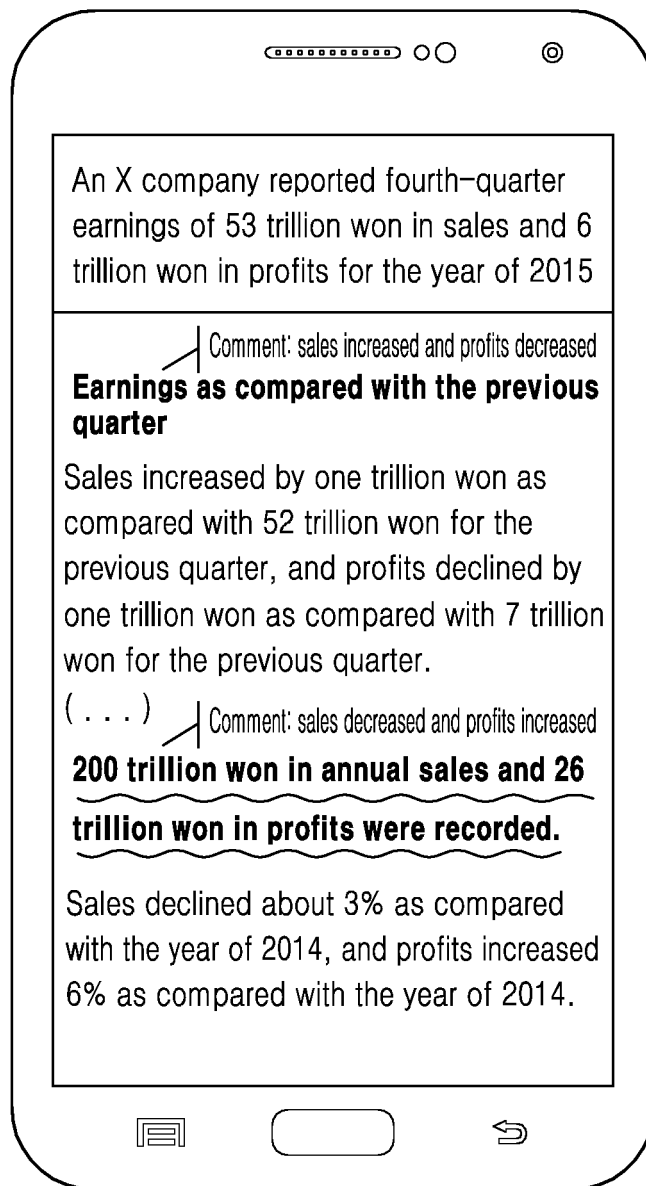 An X company reported fourth-quarter
earnings of 53 trillion won in sales and 6
trillion won in profits for the year of 2015
Comment: sales increased and profits decreased
Earnings as compared with the previous
quarter
Sales increased by one trillion won as
compared with 52 trillion won for the
previous quarter, and profits declined by
one trillion won as compared with 7 trillion
won for the previous quarter.
(...)
Comment: sales decreased and profits increased
200 trillion won in annual sales and 26
trillion won in profits were recorded.
Sales declined about 3% as compared
with the year of 2014, and profits increased
6% as compared with the year of 2014.